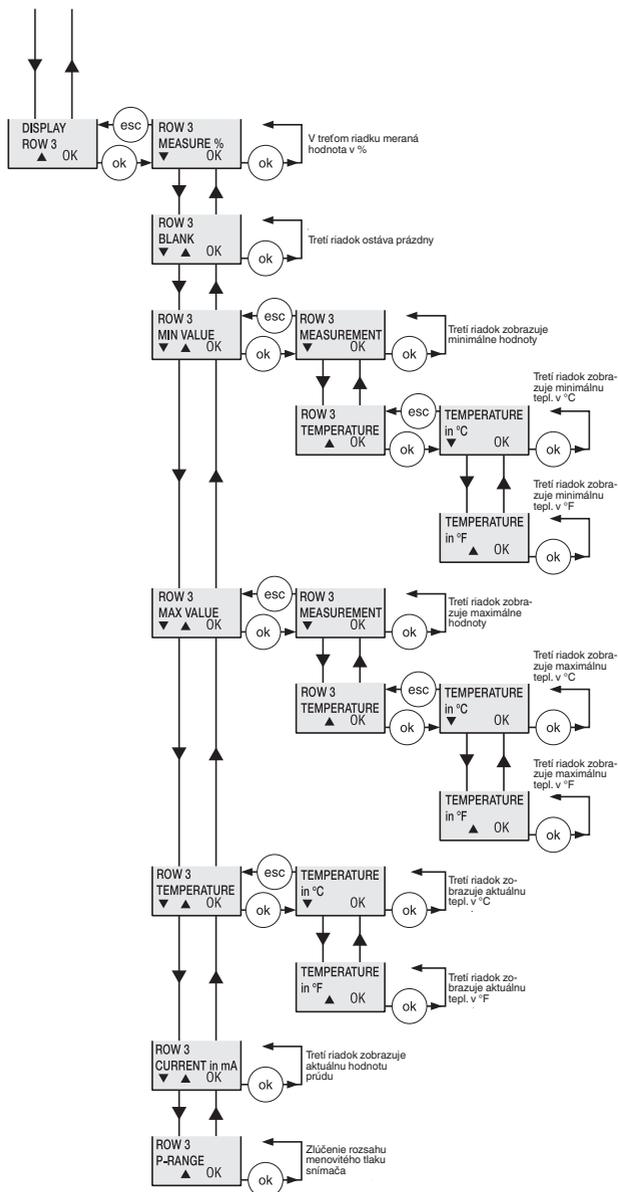 DISPLAY
ROW 3
▲ OK
esc
ok
ROW 3
MEASURE %
▼ OK
ok
V treťom riadku meraná
hodnota v %
ROW 3
BLANK
▼ ▲ OK
ok
Tretí riadok ostáva prázdny
ROW 3
MIN VALUE
▼ ▲ OK
esc
ok
ROW 3
MEASUREMENT
▼ OK
ok
Tretí riadok zobrazuje
minimálne hodnoty
ROW 3
TEMPERATURE
▲ OK
esc
ok
TEMPERATURE
in °C
▼ OK
ok
Tretí riadok zobra-
zuje minimálnu
tepl. v °C
TEMPERATURE
in °F
▲ OK
ok
Tretí riadok zobra-
zuje minimálnu
tepl. v °F
ROW 3
MAX VALUE
▼ ▲ OK
esc
ok
ROW 3
MEASUREMENT
▼ OK
ok
Tretí riadok zobra-
zuje maximálne
hodnoty
ROW 3
TEMPERATURE
▲ OK
esc
ok
TEMPERATURE
in °C
▼ OK
ok
Tretí riadok zobra-
zuje maximálnu
tepl. v °C
TEMPERATURE
in °F
▲ OK
ok
Tretí riadok zobra-
zuje maximálnu
tepl. v °F
ROW 3
TEMPERATURE
▼ ▲ OK
esc
ok
TEMPERATURE
in °C
▼ OK
ok
Tretí riadok zo-
brazuje aktuálnu
tepl. v °C
TEMPERATURE
in °F
▲ OK
ok
Tretí riadok zo-
brazuje aktuálnu
tepl. v °F
ROW 3
CURRENT in mA
▼ ▲ OK
ok
Tretí riadok zobrazuje
aktuálnu hodnotu
prúdu
ROW 3
P-RANGE
▲ OK
ok
Zlúčenie rozsahu
menovitého tlaku
snímača